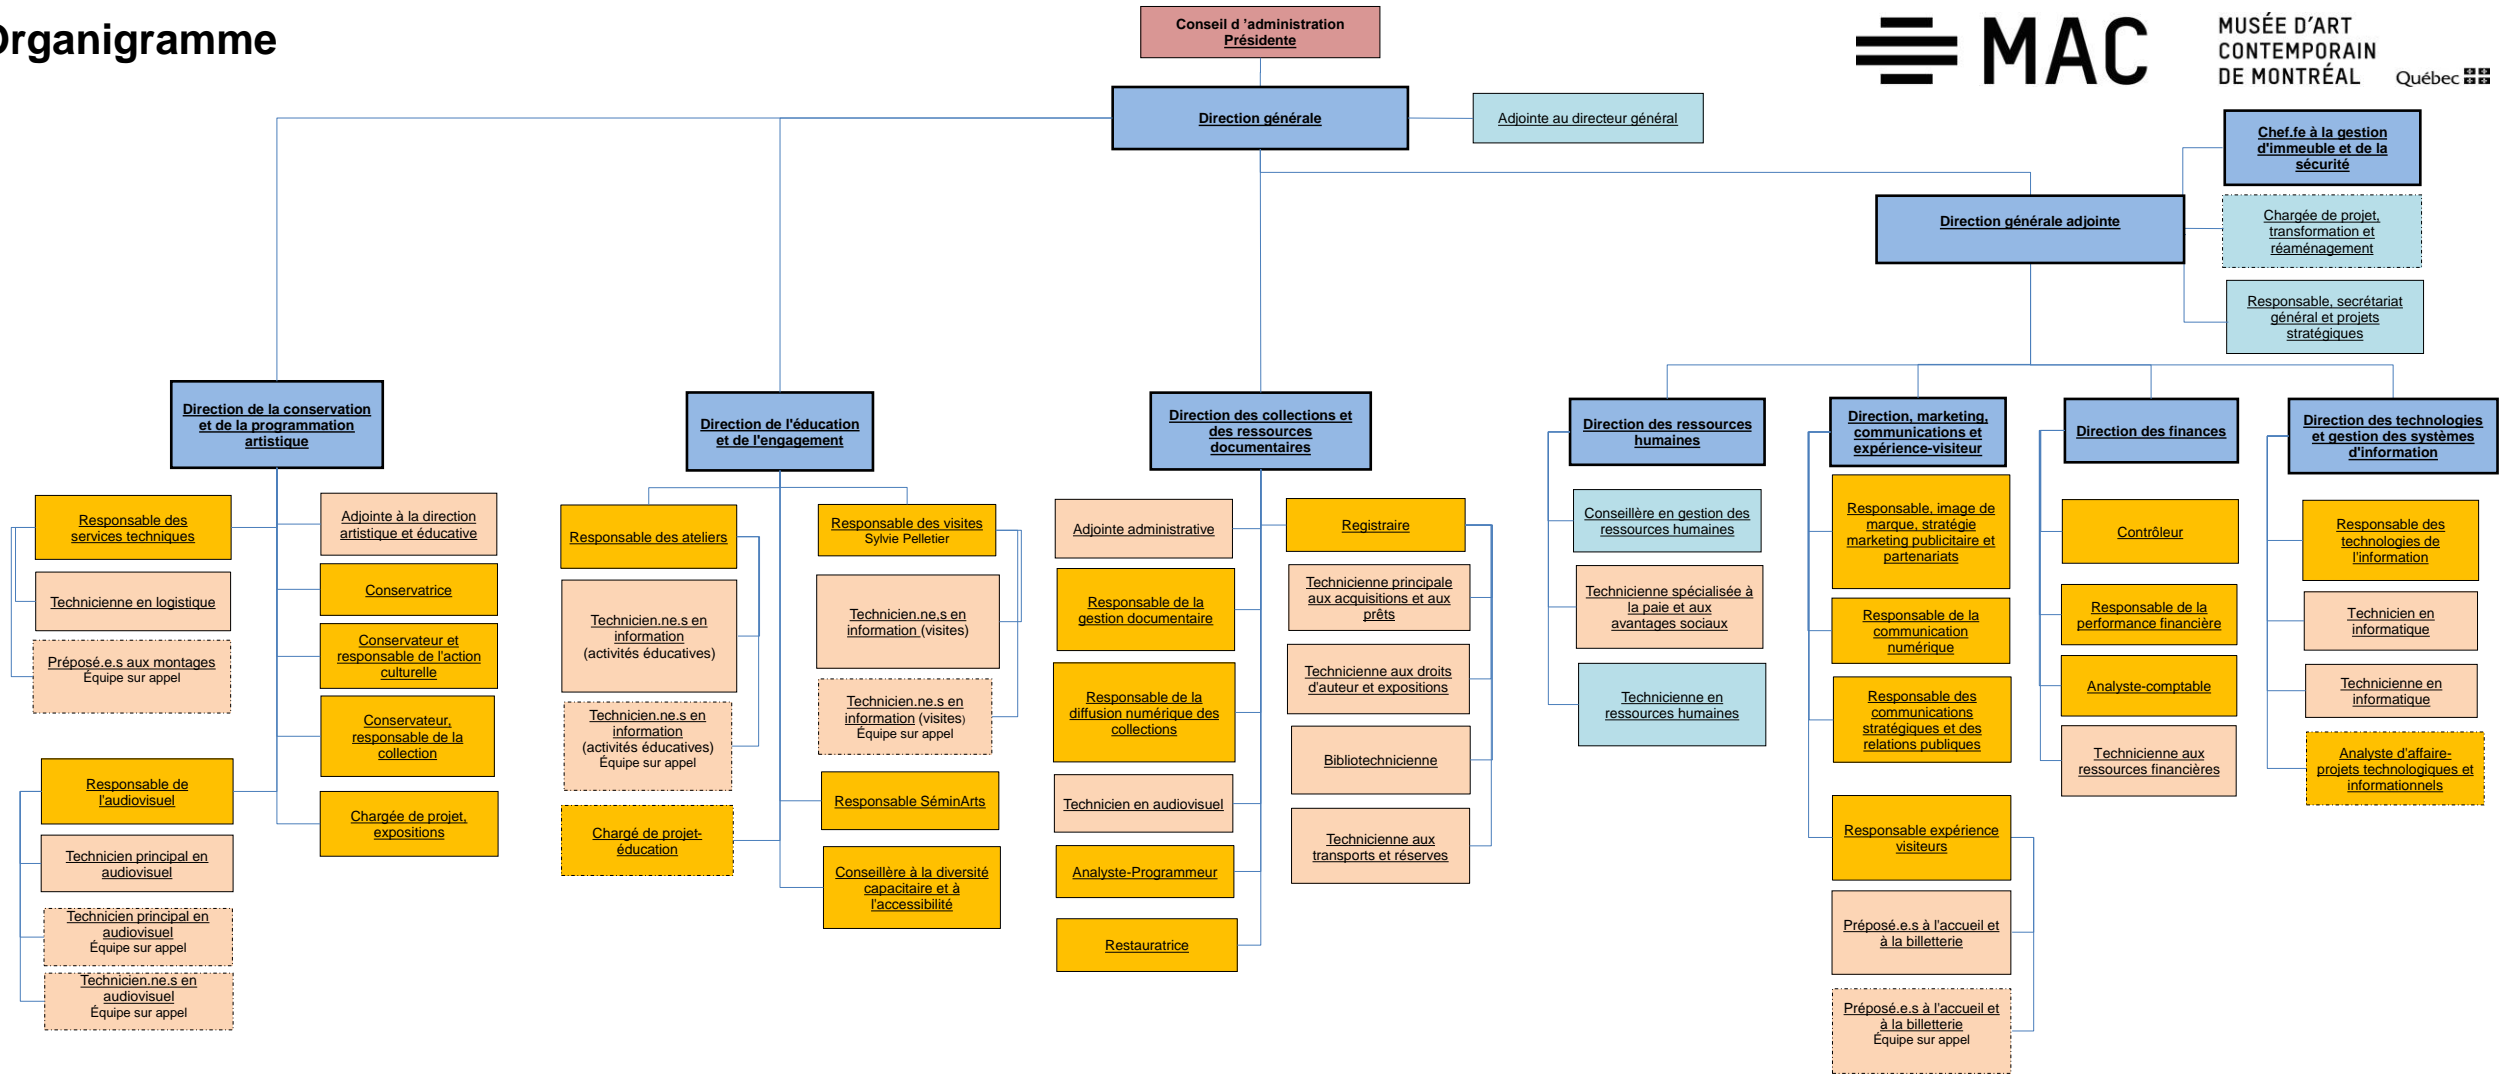 Organigramme
Conseil d 'administration
Présidente
MAC
MUSÉE D'ART
CONTEMPORAIN
DE MONTRÉAL
Québec
Direction générale
Adjointe au directeur général
Chef.fe à la gestion
d'immeuble et de la
sécurité
Direction générale adjointe
Chargée de projet,
transformation et
réaménagement
Responsable, secrétariat
général et projets
stratégiques
Direction de la conservation
et de la programmation
artistique
Direction de l'éducation
et de l'engagement
Direction des collections et
des ressources
documentaires
Direction des ressources
humaines
Direction, marketing,
communications et
expérience-visiteur
Direction des finances
Direction des technologies
et gestion des systèmes
d'information
Responsable des
services techniques
Technicienne en logistique
Préposé.e.s aux montages
Équipe sur appel
Responsable de
l'audiovisuel
Technicien principal en
audiovisuel
Technicien principal en
audiovisuel
Équipe sur appel
Technicien.ne.s en
audiovisuel
Équipe sur appel
Adjointe à la direction
artistique et éducative
Conservatrice
Conservateur et
responsable de l'action
culturelle
Conservateur,
responsable de la
collection
Chargée de projet,
expositions
Responsable des ateliers
Technicien.ne.s en
information
(activités éducatives)
Technicien.ne.s en
information
(activités éducatives)
Équipe sur appel
Chargé de projet-
éducation
Responsable des visites
Sylvie Pelletier
Technicien.ne,s en
information (visites)
Technicien.ne.s en
information (visites)
Équipe sur appel
Responsable SéminArts
Conseillère à la diversité
capacitaire et à
l'accessibilité
Adjointe administrative
Responsable de la
gestion documentaire
Responsable de la
diffusion numérique des
collections
Technicien en audiovisuel
Analyste-Programmeur
Restauratrice
Registraire
Technicienne principale
aux acquisitions et aux
prêts
Technicienne aux droits
d'auteur et expositions
Bibliotechnicienne
Technicienne aux
transports et réserves
Conseillère en gestion des
ressources humaines
Technicienne spécialisée à
la paie et aux
avantages sociaux
Technicienne en
ressources humaines
Responsable, image de
marque, stratégie
marketing publicitaire et
partenariats
Responsable de la
communication
numérique
Responsable des
communications
stratégiques et des
relations publiques
Responsable expérience
visiteurs
Préposé.e.s à l'accueil et
à la billetterie
Préposé.e.s à l'accueil et
à la billetterie
Équipe sur appel
Contrôleur
Responsable de la
performance financière
Analyste-comptable
Technicienne aux
ressources financières
Responsable des
technologies de
l'information
Technicien en
informatique
Technicienne en
informatique
Analyste d'affaire-
projets technologiques et
informationnels